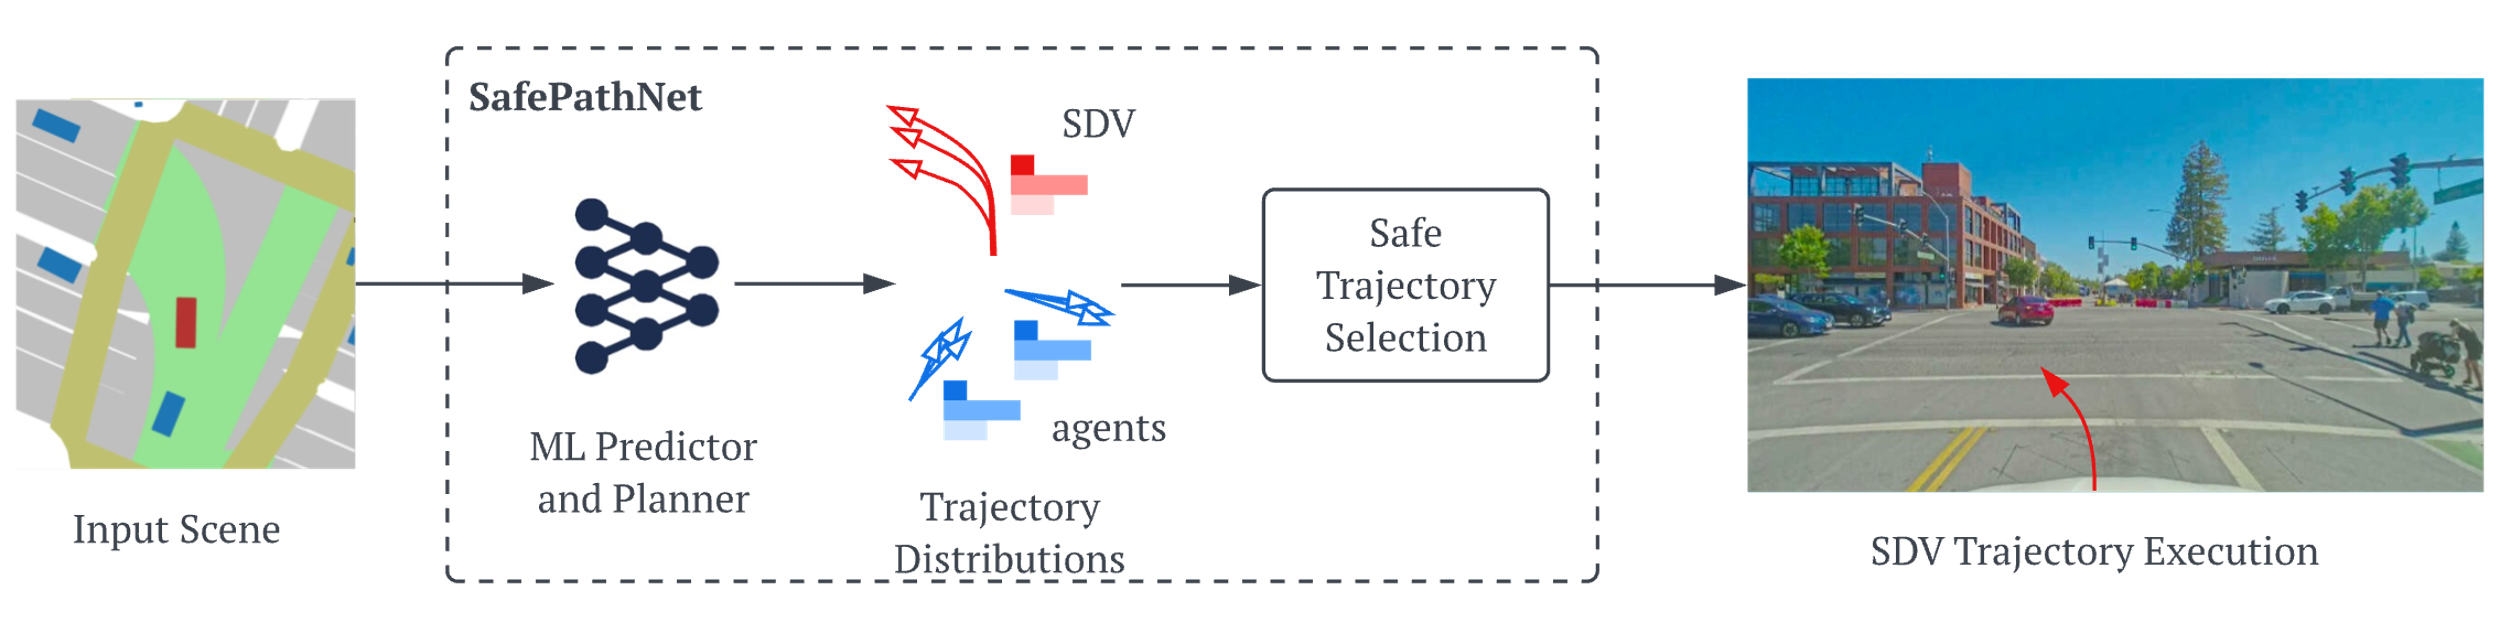 SafePathNet
SDV
Safe
Trajectory
Selection
agents
ML Predictor
and Planner
Trajectory
Distributions
Input Scene
SDV Trajectory Execution